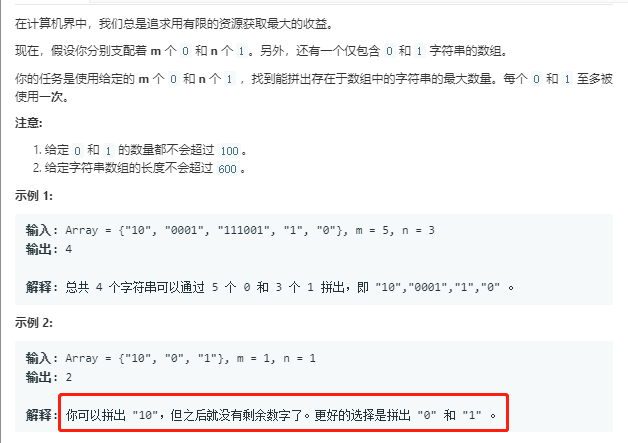 在计算机界中，我们总是追求用有限的资源获取最大的收益。
现在，假设你分别支配着 m 个 0 和 n 个 1。另外，还有一个仅包含 0 和 1 字符串的数组。
你的任务是使用给定的 m 个 0 和 n 个 1 ，找到能拼出存在于数组中的字符串的最大数量。每个 0 和 1 至多被
使用一次。
注意:
1. 给定 0 和 1 的数量都不会超过 100。
2. 给定字符串数组的长度不会超过 600。
示例 1:
输入: Array = {"10", "0001", "111001", "1", "0"}, m = 5, n = 3
输出: 4
解释: 总共 4 个字符串可以通过 5 个 0 和 3 个 1 拼出，即 "10","0001","1","0" 。
示例 2:
输入: Array = {"10", "0", "1"}, m = 1, n = 1
输出: 2
解释: 你可以拼出 "10"，但之后就没有剩余数字了。更好的选择是拼出 "0" 和 "1" 。